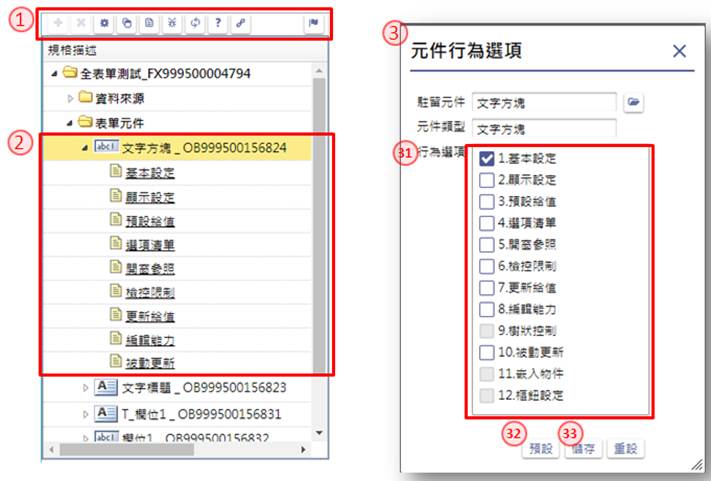 1
?
規格描述
全表單測試_FX999500004794
資料來源
表單元件
2
abcI 文字方塊 _ OB999500156824
基本設定
顯示設定
預設給值
選項清單
開窗參照
檢控限制
更新給值
編輯能力
被動更新
A 文字標題 _ OB999500156823
A T_欄位1 _ OB999500156831
abcI 欄位1 _ OB999500156832
3
元件行為選項
駐留元件 文字方塊
元件類型 文字方塊
31 行為選項
1.基本設定
2.顯示設定
3.預設給值
4.選項清單
5.開窗參照
6.檢控限制
7.更新給值
8.編輯能力
9.樹狀控制
10.被動更新
11.嵌入物件
12.樞鈕設定
32 33
預設 儲存 重設